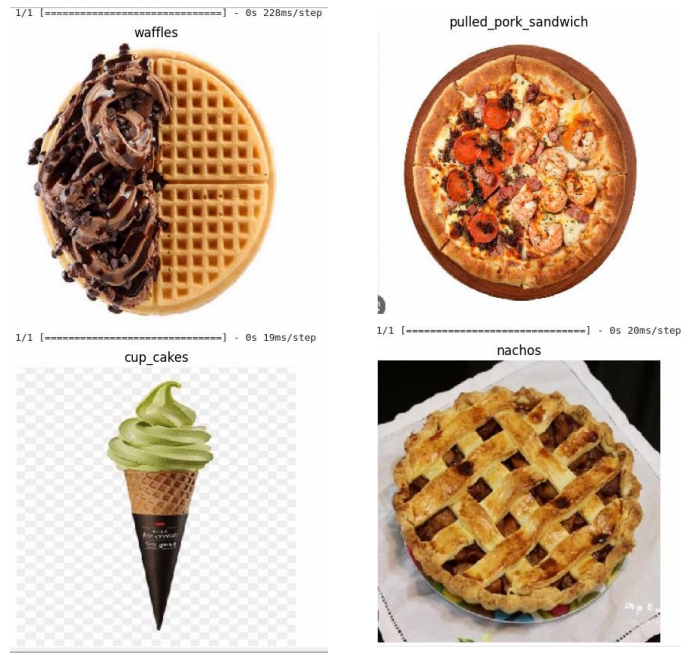 1/1 [==============================] - 0s 228ms/step
waffles
pulled_pork_sandwich
1/1 [==============================] - 0s 19ms/step
cup_cakes
1/1 [==============================] - 0s 20ms/step
nachos